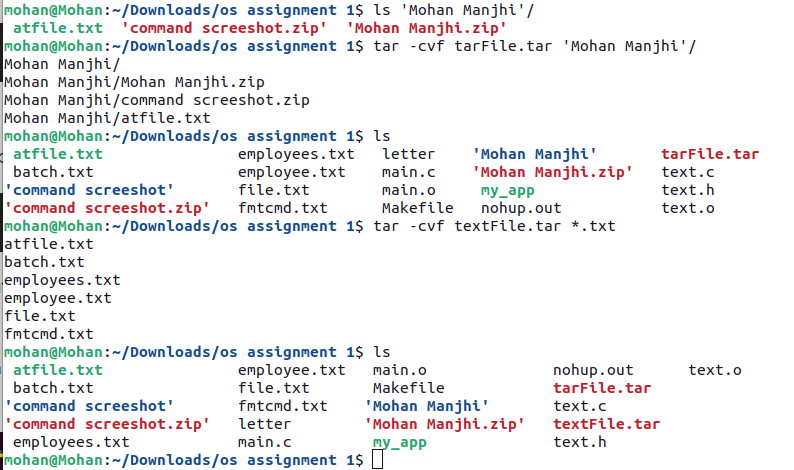 mohan@Mohan:~/Downloads/os assignment 1$ ls 'Mohan Manjhi'/
 atfile.txt  'command screeshot.zip'  'Mohan Manjhi.zip'
mohan@Mohan:~/Downloads/os assignment 1$ tar -cvf tarFile.tar 'Mohan Manjhi'/
Mohan Manjhi/
Mohan Manjhi/Mohan Manjhi.zip
Mohan Manjhi/command screeshot.zip
Mohan Manjhi/atfile.txt
mohan@Mohan:~/Downloads/os assignment 1$ ls
 atfile.txt               employees.txt   letter    'Mohan Manjhi'       tarFile.tar
 batch.txt                employee.txt    main.c    'Mohan Manjhi.zip'   text.c
'command screeshot'       file.txt        main.o     my_app              text.h
'command screeshot.zip'   fmtcmd.txt      Makefile   nohup.out           text.o
mohan@Mohan:~/Downloads/os assignment 1$ tar -cvf textFile.tar *.txt
atfile.txt
batch.txt
employees.txt
employee.txt
file.txt
fmtcmd.txt
mohan@Mohan:~/Downloads/os assignment 1$ ls
 atfile.txt               employee.txt   main.o              nohup.out      text.o
 batch.txt                file.txt       Makefile            tarFile.tar
'command screeshot'       fmtcmd.txt    'Mohan Manjhi'       text.c
'command screeshot.zip'   letter        'Mohan Manjhi.zip'   textFile.tar
 employees.txt            main.c         my_app              text.h
mohan@Mohan:~/Downloads/os assignment 1$